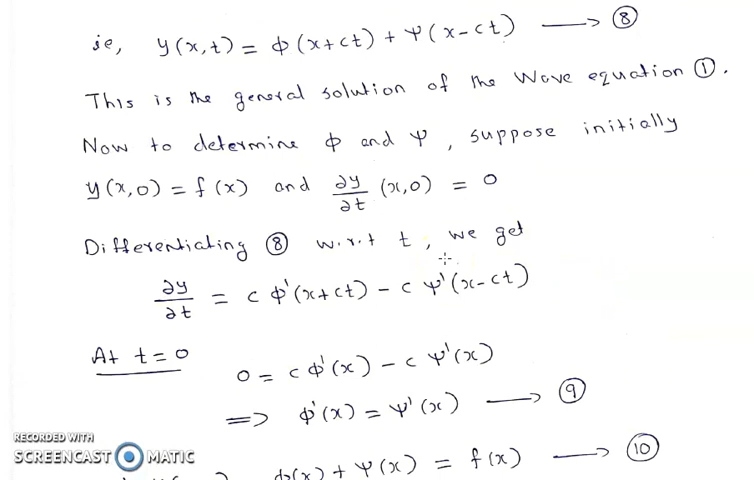 ie, y(x,t) = ϕ(x+ct) + ψ(x-ct) ⟶ ⑧
This is the general solution of the Wave equation ①.
Now to determine ϕ and ψ, suppose initially
y(x,0) = f(x) and ∂y/∂t (x,0) = 0
Differentiating ⑧ w.r.t t, we get
∂y/∂t = c ϕ'(x+ct) - c ψ'(x-ct)
At t=0
0 = c ϕ'(x) - c ψ'(x)
=> ϕ'(x) = ψ'(x) ⟶ ⑨
ϕ(x) + ψ(x) = f(x) ⟶ ⑩
RECORDED WITH
SCREENCAST MATIC